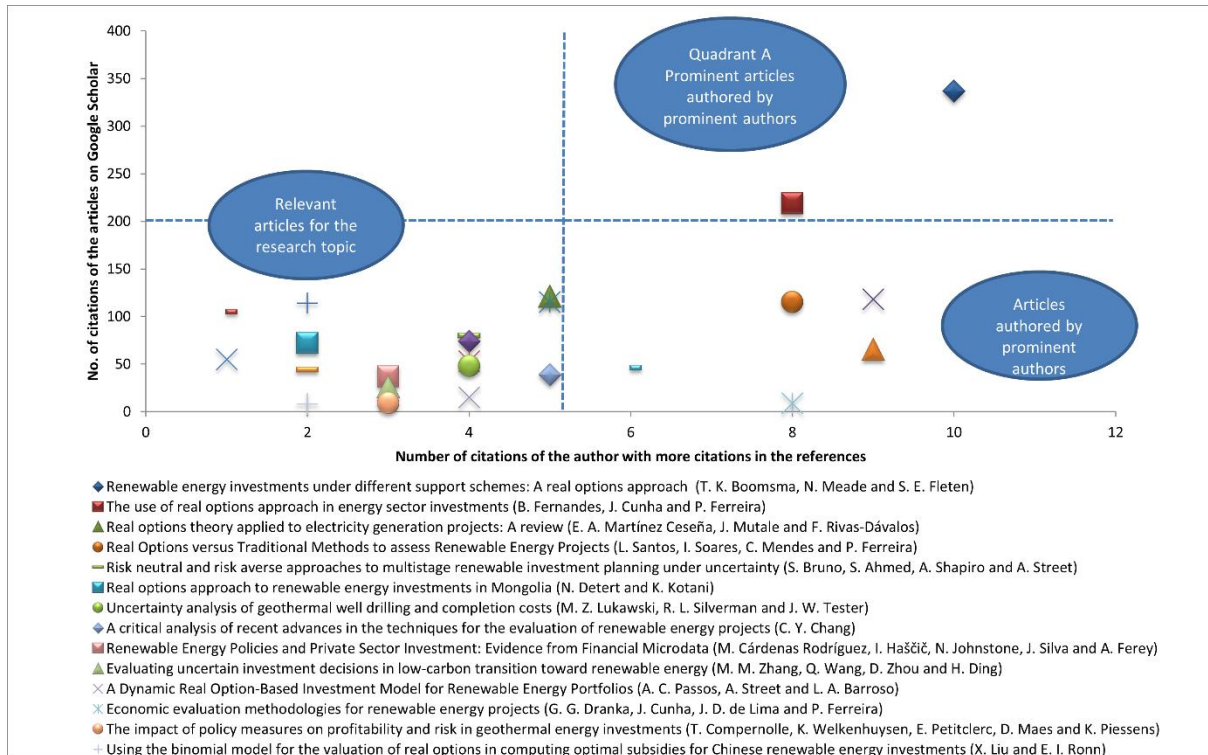 400
350
300
250
200
150
100
50
0
No. of citations of the articles on Google Scholar
Quadrant A
Prominent articles
authored by
prominent authors
Relevant
articles for the
research topic
Articles
authored by
prominent
authors
0 2 4 6 8 10 12
Number of citations of the author with more citations in the references
Renewable energy investments under different support schemes: A real options approach (T. K. Boomsma, N. Meade and S. E. Fleten)
The use of real options approach in energy sector investments (B. Fernandes, J. Cunha and P. Ferreira)
Real options theory applied to electricity generation projects: A review (E. A. Martínez Ceseña, J. Mutale and F. Rivas-Dávalos)
Real Options versus Traditional Methods to assess Renewable Energy Projects (L. Santos, I. Soares, C. Mendes and P. Ferreira)
Risk neutral and risk averse approaches to multistage renewable investment planning under uncertainty (S. Bruno, S. Ahmed, A. Shapiro and A. Street)
Real options approach to renewable energy investments in Mongolia (N. Detert and K. Kotani)
Uncertainty analysis of geothermal well drilling and completion costs (M. Z. Lukawski, R. L. Silverman and J. W. Tester)
A critical analysis of recent advances in the techniques for the evaluation of renewable energy projects (C. Y. Chang)
Renewable Energy Policies and Private Sector Investment: Evidence from Financial Microdata (M. Cárdenas Rodríguez, I. Haščič, N. Johnstone, J. Silva and A. Ferey)
Evaluating uncertain investment decisions in low-carbon transition toward renewable energy (M. M. Zhang, Q. Wang, D. Zhou and H. Ding)
A Dynamic Real Option-Based Investment Model for Renewable Energy Portfolios (A. C. Passos, A. Street and L. A. Barroso)
Economic evaluation methodologies for renewable energy projects (G. G. Dranka, J. Cunha, J. D. de Lima and P. Ferreira)
The impact of policy measures on profitability and risk in geothermal energy investments (T. Compernolle, K. Welkenhuysen, E. Petitclerc, D. Maes and K. Piessens)
Using the binomial model for the valuation of real options in computing optimal subsidies for Chinese renewable energy investments (X. Liu and E. I. Ronn)